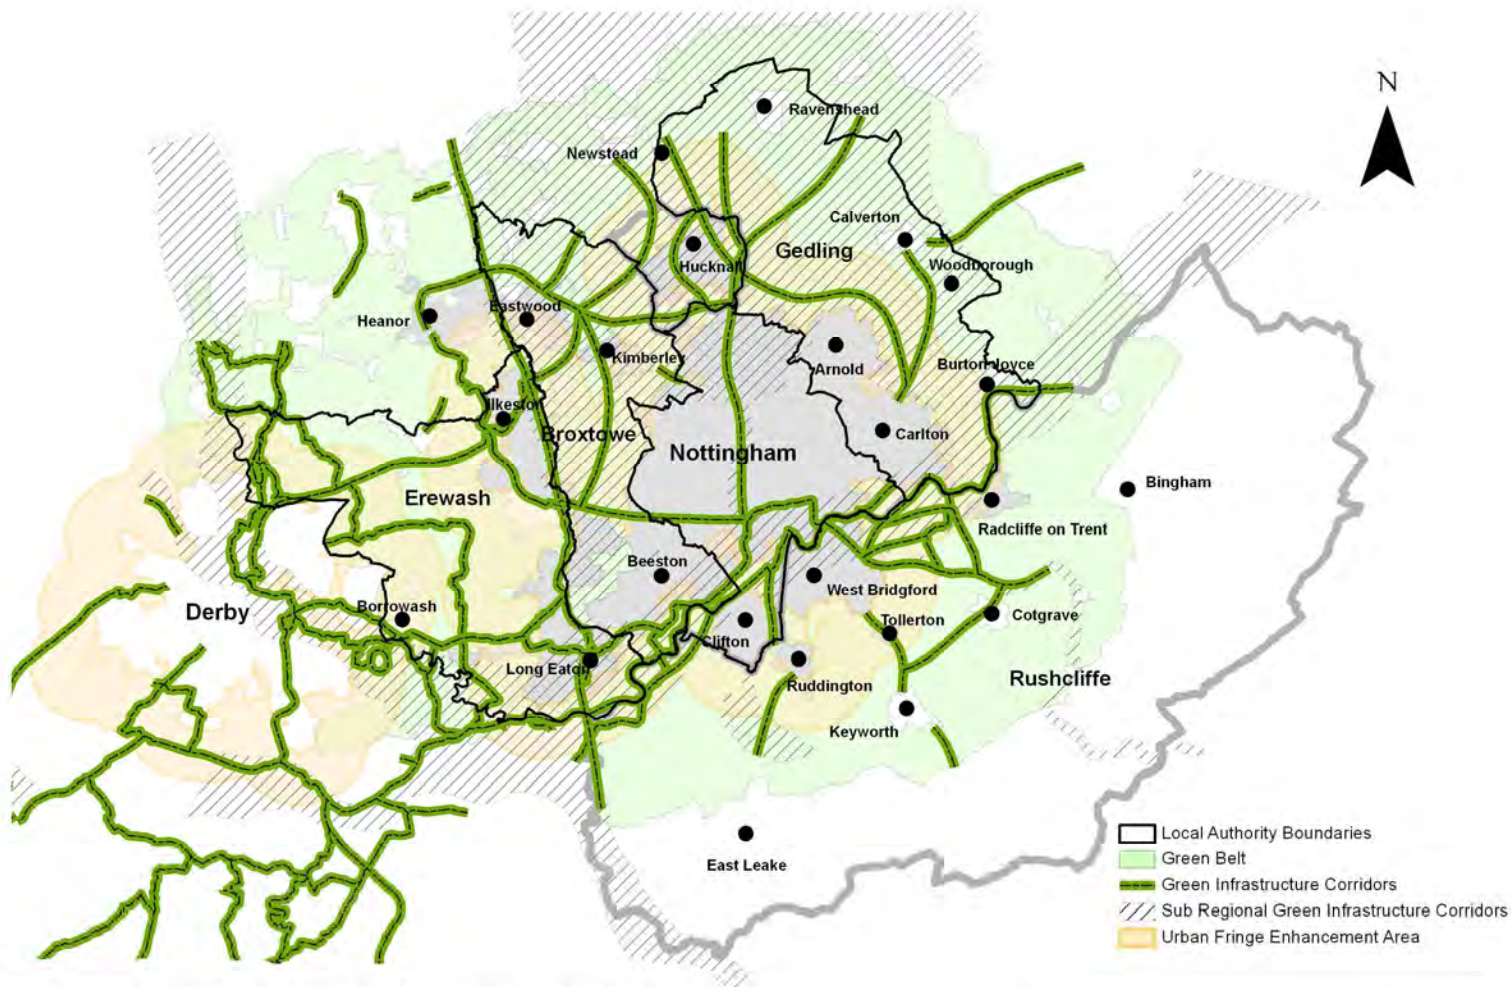 N
Ravenshead
Newstead
Calverton
Gedling
Hucknall
Woodborough
Eastwood
Heanor
Kimberley
Arnold
Burton Joyce
Ilkeston
Broxtowe
Carlton
Nottingham
Erewash
Bingham
Radcliffe on Trent
Beeston
West Bridgford
Derby
Borrowash
Cotgrave
Tollerton
Clifton
Long Eaton
Ruddington
Rushcliffe
Keyworth
East Leake
Local Authority Boundaries
Green Belt
Green Infrastructure Corridors
Sub Regional Green Infrastructure Corridors
Urban Fringe Enhancement Area